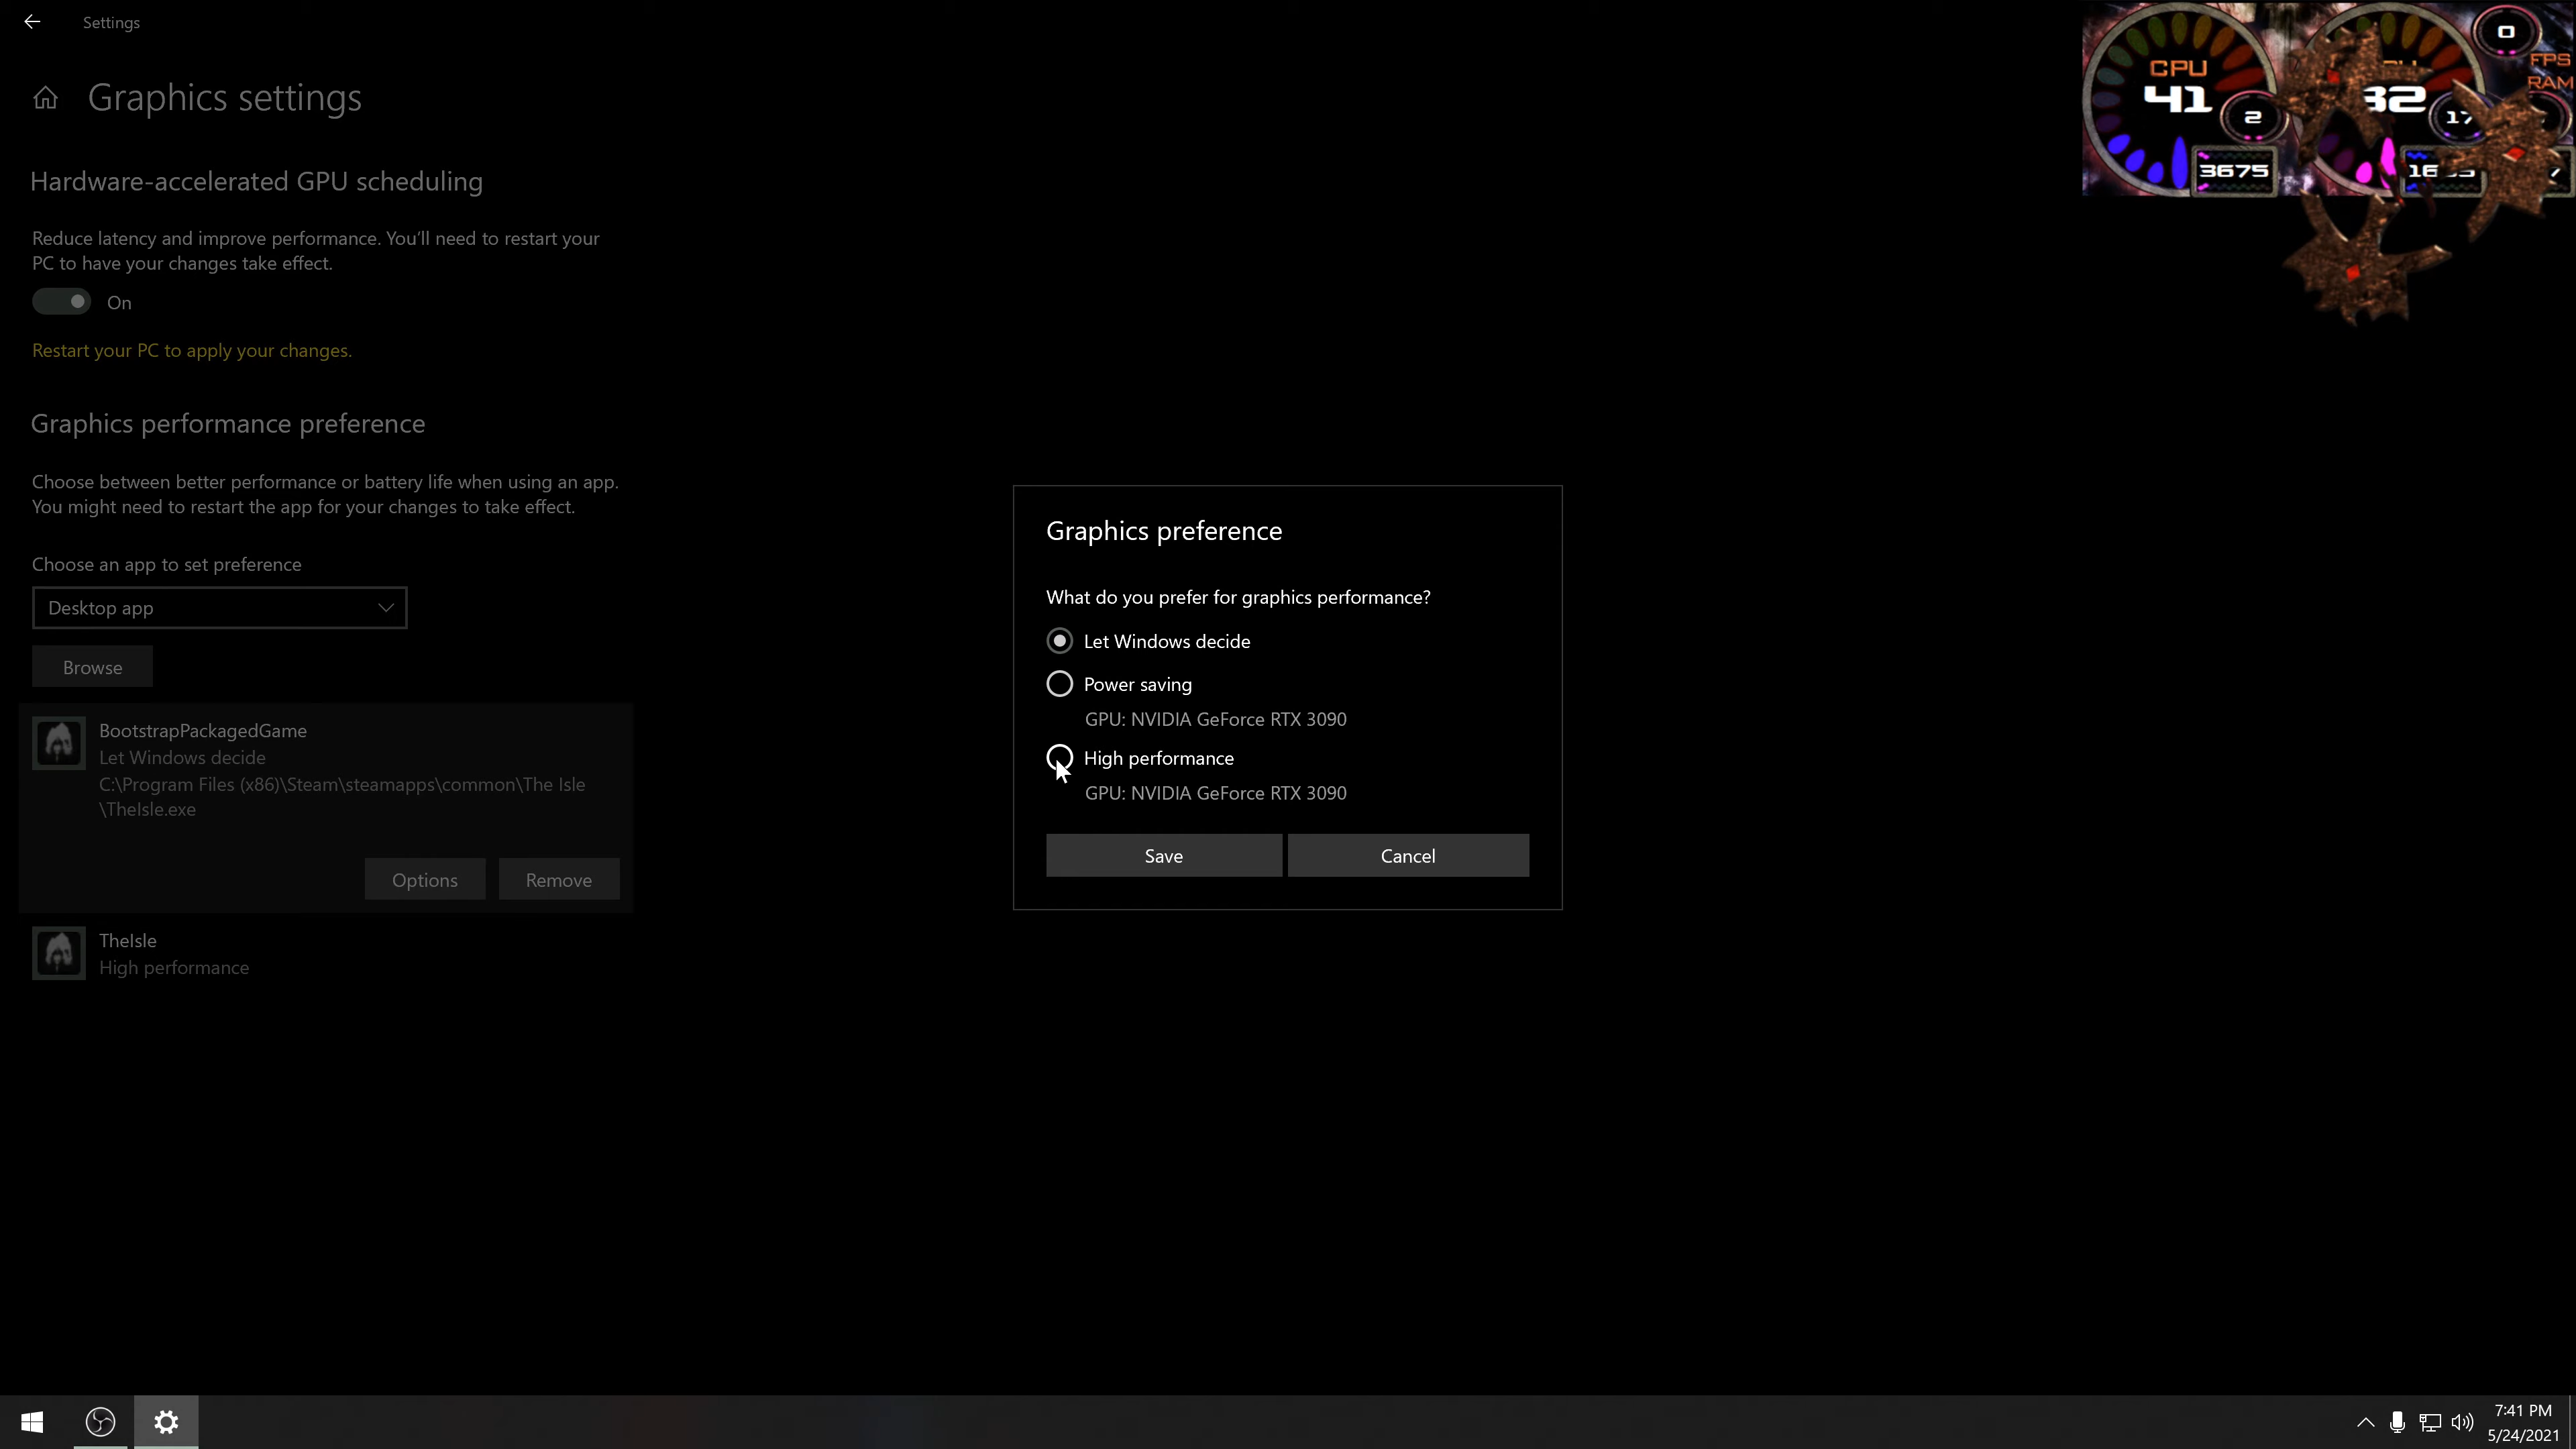 Settings
Graphics settings
Hardware-accelerated GPU scheduling
Reduce latency and improve performance. You'll need to restart your
PC to have your changes take effect.
On
Restart your PC to apply your changes.
Graphics performance preference
Choose between better performance or battery life when using an app.
You might need to restart the app for your changes to take effect.
Choose an app to set preference
Desktop app
Browse
BootstrapPackagedGame
Let Windows decide
C:\Program Files (x86)\Steam\steamapps\common\The Isle
\TheIsle.exe
Options
Remove
TheIsle
High performance
Graphics preference
What do you prefer for graphics performance?
Let Windows decide
Power saving
GPU: NVIDIA GeForce RTX 3090
High performance
GPU: NVIDIA GeForce RTX 3090
Save
Cancel
CPU
41
2
3675
32
0
FPS
RAM
7:41 PM
5/24/2021